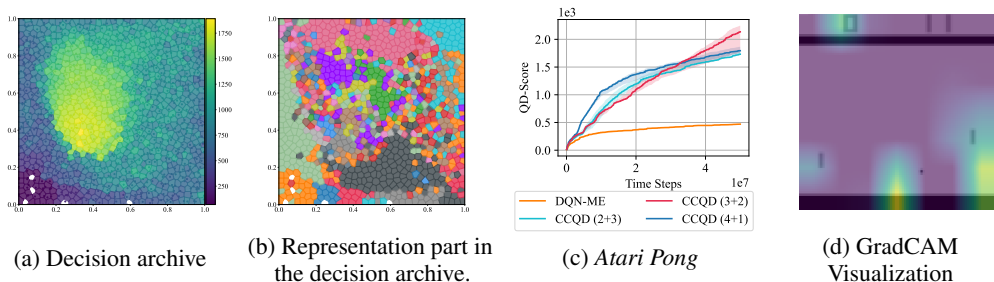 1.0
0.8
0.6
0.4
0.2
0.0
0.0 0.2 0.4 0.6 0.8 1.0
1750
1500
1250
1000
750
500
250
(a) Decision archive
1.0
0.8
0.6
0.4
0.2
0.0
0.0 0.2 0.4 0.6 0.8 1.0
(b) Representation part in
the decision archive.
1e3
2.0
1.5
1.0
0.5
0.0
QD-Score
0 2 4
Time Steps 1e7
DQN-ME CCQD (3+2)
CCQD (2+3) CCQD (4+1)
(c) Atari Pong
(d) GradCAM
Visualization